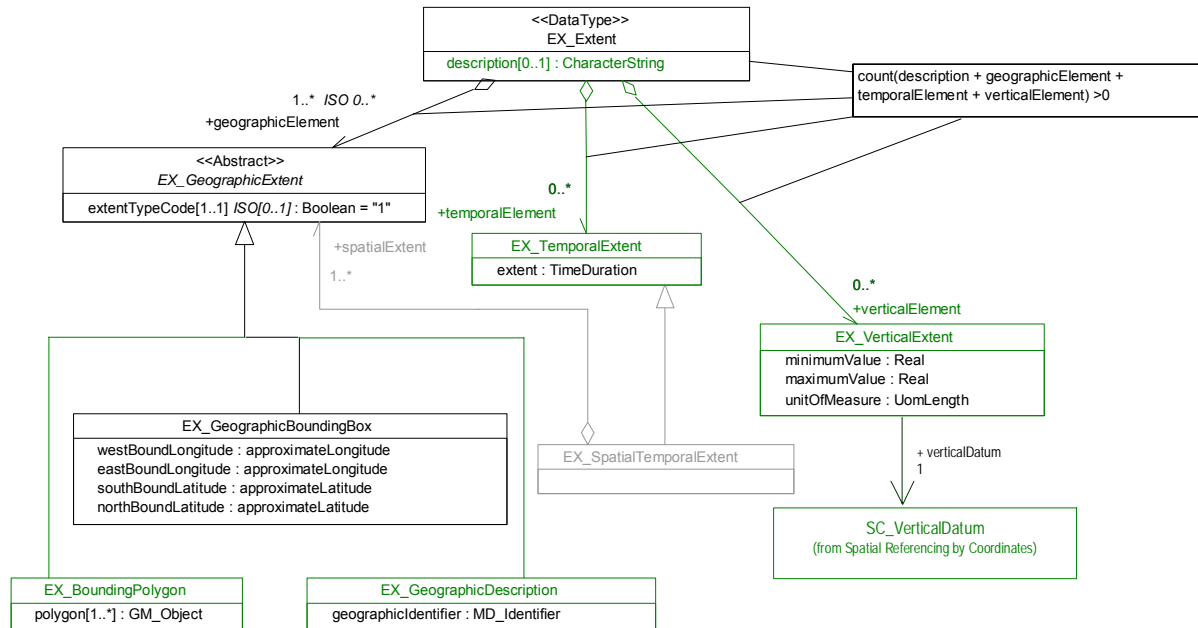 <<DataType>>
EX_Extent
description[0..1] : CharacterString
count(description + geographicElement +
temporalElement + verticalElement) >0
1..* ISO 0..*
+geographicElement
<<Abstract>>
EX_GeographicExtent
extentTypeCode[1..1] ISO[0..1] : Boolean = "1"
0..*
+temporalElement
EX_TemporalExtent
extent : TimeDuration
+spatialExtent
1..*
0..*
+verticalElement
EX_VerticalExtent
minimumValue : Real
maximumValue : Real
unitOfMeasure : UomLength
EX_GeographicBoundingBox
westBoundLongitude : approximateLongitude
eastBoundLongitude : approximateLongitude
southBoundLatitude : approximateLatitude
northBoundLatitude : approximateLatitude
EX_SpatialTemporalExtent
+ verticalDatum
1
SC_VerticalDatum
(from Spatial Referencing by Coordinates)
EX_BoundingPolygon
polygon[1..*] : GM_Object
EX_GeographicDescription
geographicIdentifier : MD_Identifier